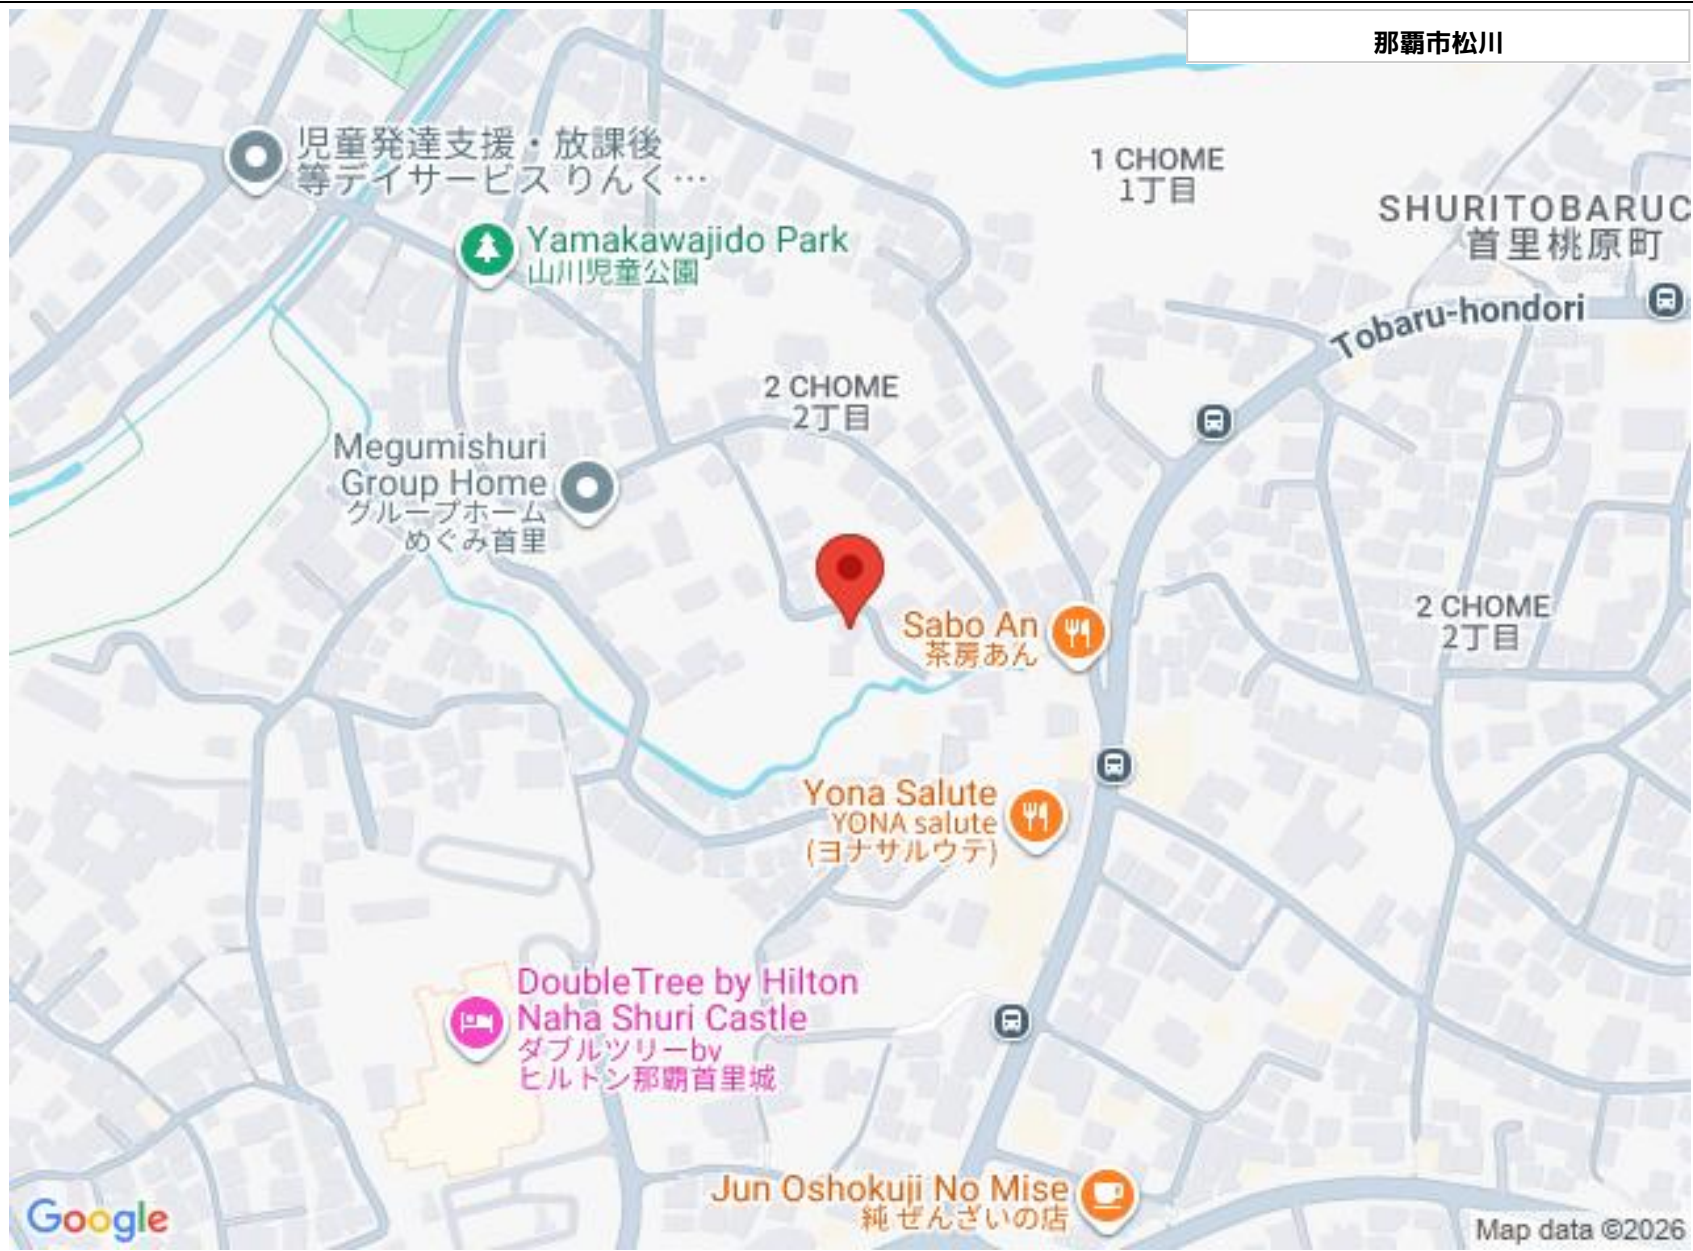 那覇市松川
児童発達支援・放課後
等デイサービス りんく…
1 CHOME
1丁目
SHURITOBARUC
首里桃原町
Yamakawajido Park
山川児童公園
Tobaru-hondori
2 CHOME
2丁目
Megumishuri
Group Home
グループホーム
めぐみ首里
Sabo An
茶房あん
2 CHOME
2丁目
Yona Salute
YONA salute
(ヨナサルウテ)
DoubleTree by Hilton
Naha Shuri Castle
ダブルツリーby
ヒルトン那覇首里城
Jun Oshokuji No Mise
純 ぜんざいの店
Google
Map data ©2026